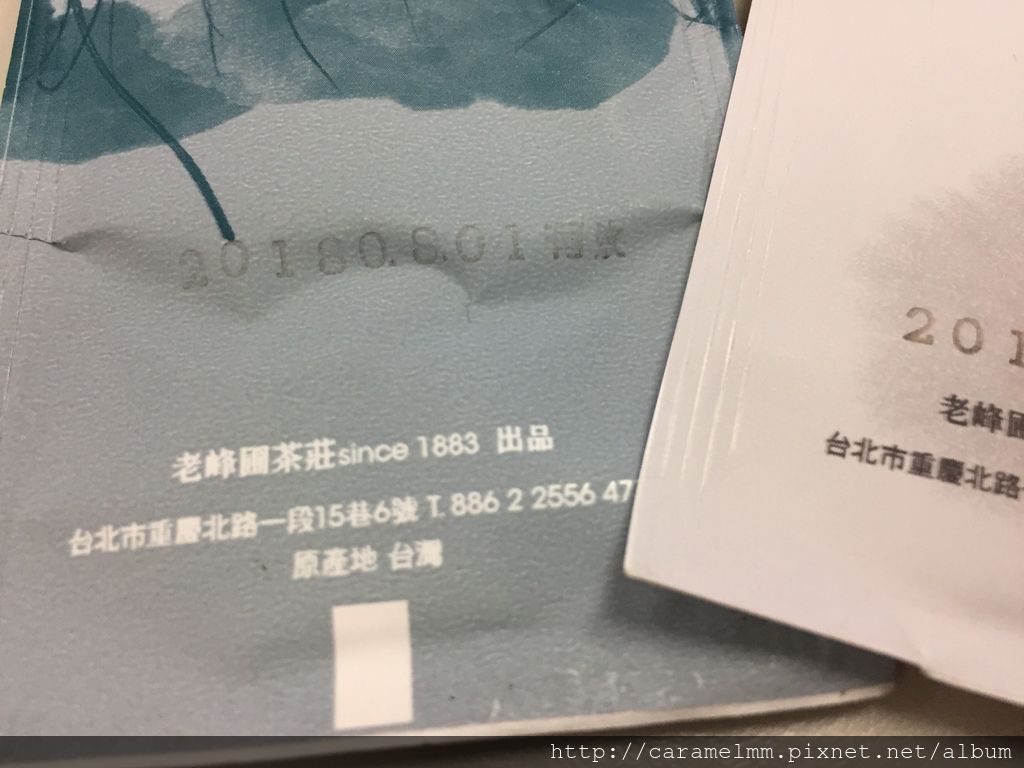 20180.8.01
老峰圃茶莊since 1883 出品
台北市重慶北路一段15巷6號 T. 886 2 2556 47
原產地 台灣
201
老峰圃
台北市重慶北路
http://caramelmm.pixnet.net/album